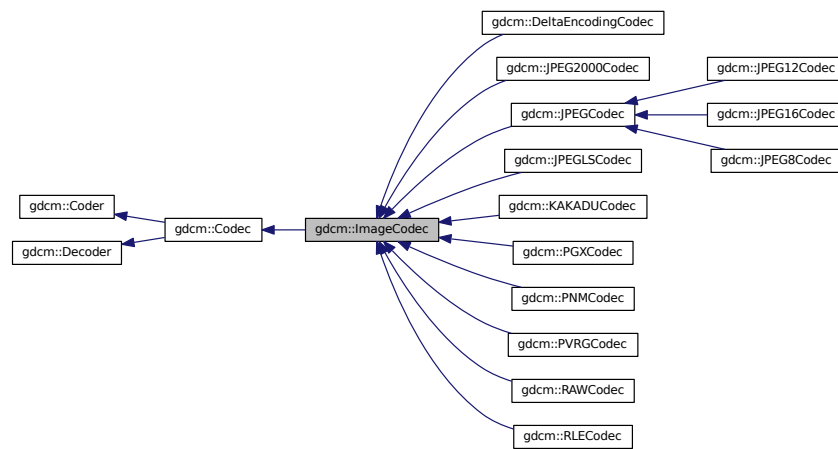 gdcm::DeltaEncodingCodec
gdcm::JPEG2000Codec
gdcm::JPEG12Codec
gdcm::JPEGCodec
gdcm::JPEG16Codec
gdcm::JPEGLSCodec
gdcm::JPEG8Codec
gdcm::Coder
gdcm::KAKADUCodec
gdcm::Codec
gdcm::ImageCodec
gdcm::Decoder
gdcm::PGXCodec
gdcm::PNMCodec
gdcm::PVRGCodec
gdcm::RAWCodec
gdcm::RLECodec